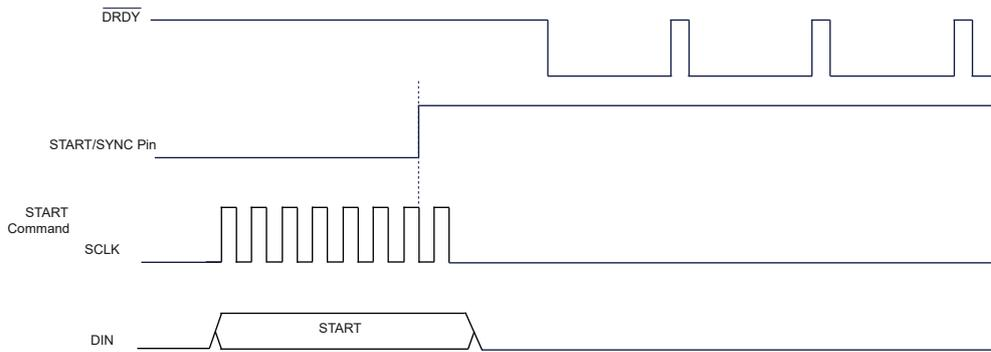 DRDY
START/SYNC Pin
START
Command
SCLK
DIN
START